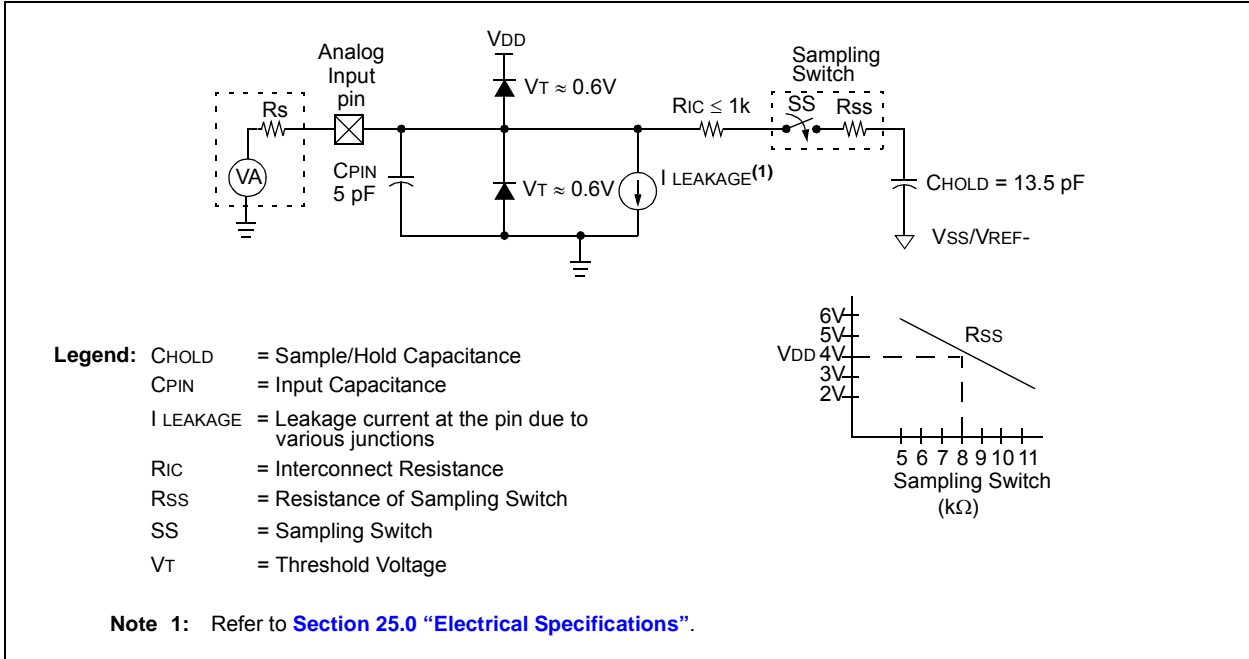 VDD
Analog
Input
pin
Sampling
Switch
VT ≈ 0.6V
RIC ≤ 1k
SS
Rss
Rs
VA
CPIN
5 pF
VT ≈ 0.6V
I LEAKAGE(1)
CHOLD = 13.5 pF
VSS/VREF-
6V
5V
VDD 4V
3V
2V
RSS
5 6 7 8 9 10 11
Sampling Switch
(kΩ)
Legend: CHOLD = Sample/Hold Capacitance
CPIN = Input Capacitance
I LEAKAGE = Leakage current at the pin due to
various junctions
RIC = Interconnect Resistance
RSS = Resistance of Sampling Switch
SS = Sampling Switch
VT = Threshold Voltage
Note 1: Refer to Section 25.0 “Electrical Specifications”.